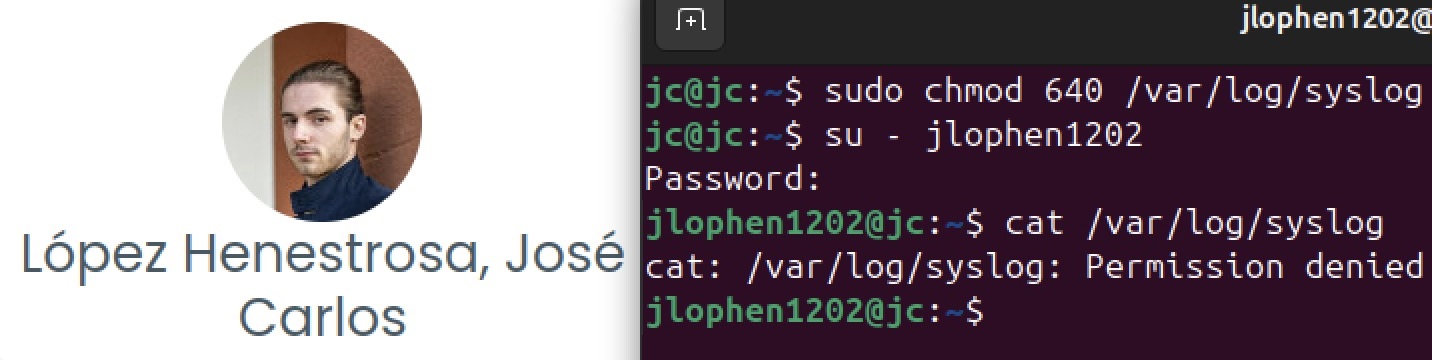 López Henestrosa, José
Carlos
jlophen1202@
jc@jc:~$ sudo chmod 640 /var/log/syslog
jc@jc:~$ su - jlophen1202
Password:
jlophen1202@jc:~$ cat /var/log/syslog
cat: /var/log/syslog: Permission denied
jlophen1202@jc:~$